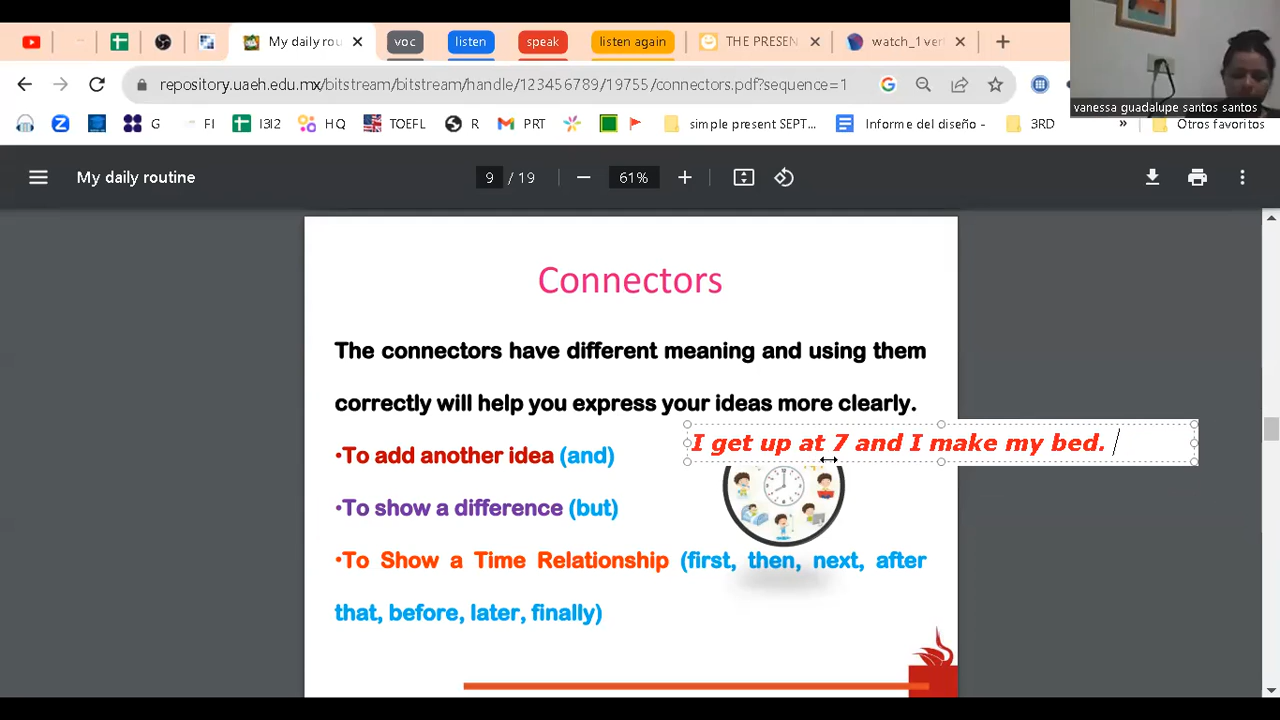 My daily rou
voc
listen
speak
listen again
THE PRESEN
watch_1 ver
repository.uaeh.edu.mx/bitstream/bitstream/handle/123456789/19755/connectors.pdf?sequence=1
vanessa guadalupe santos santos
G
FI
I3I2
HQ
TOEFL
R
PRT
simple present SEPT...
Informe del diseño -
3RD
»
Otros favoritos
My daily routine
9 / 19
61%
Connectors
The connectors have different meaning and using them
correctly will help you express your ideas more clearly.
I get up at 7 and I make my bed.
•To add another idea (and)
•To show a difference (but)
•To Show a Time Relationship (first, then, next, after
that, before, later, finally)